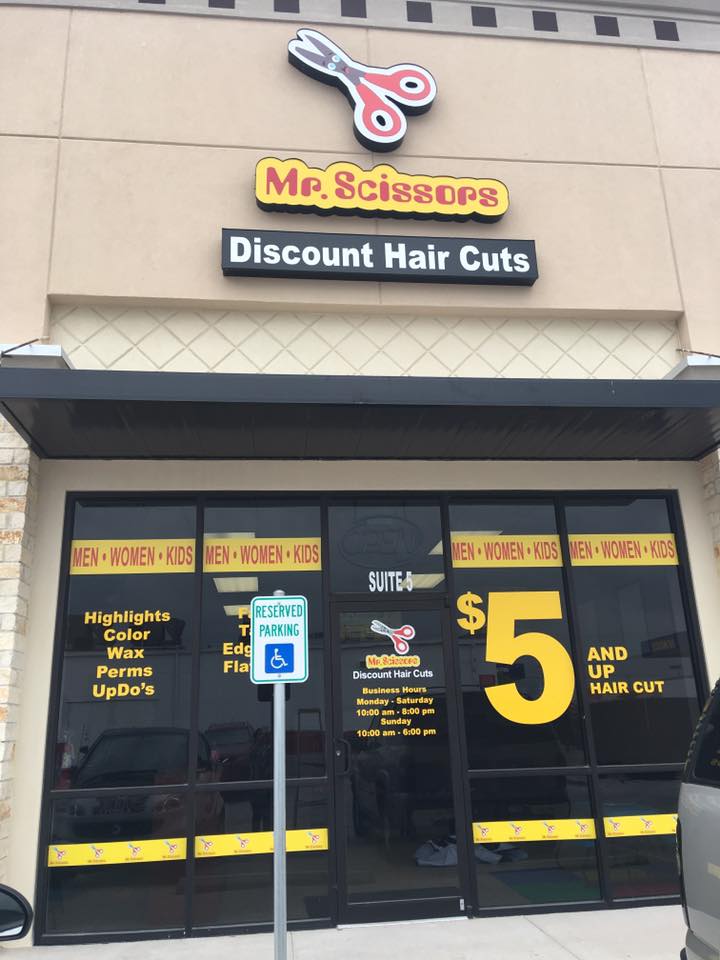 Mr. Scissors
Discount Hair Cuts
MEN • WOMEN • KIDS
MEN • WOMEN • KIDS
MEN • WOMEN • KIDS
MEN • WOMEN • KIDS
OPEN
SUITE 5
Highlights
Color
Wax
Perms
UpDo's
RESERVED
PARKING
Mr. Scissors
Discount Hair Cuts
Business Hours
Monday - Saturday
10:00 am - 8:00 pm
Sunday
10:00 am - 6:00 pm
$5
AND
UP
HAIR CUT